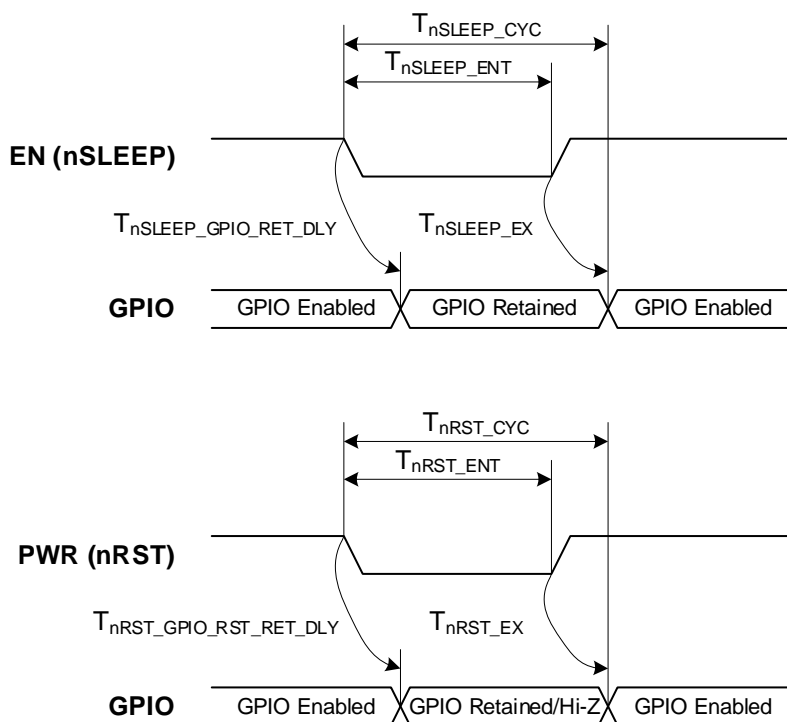 TnSLEEP_CYC
TnSLEEP_ENT
EN (nSLEEP)
TnSLEEP_GPIO_RET_DLY TnSLEEP_EX
GPIO GPIO Enabled GPIO Retained GPIO Enabled
TnRST_CYC
TnRST_ENT
PWR (nRST)
TnRST_GPIO_RST_RET_DLY TnRST_EX
GPIO GPIO Enabled GPIO Retained/Hi-Z GPIO Enabled